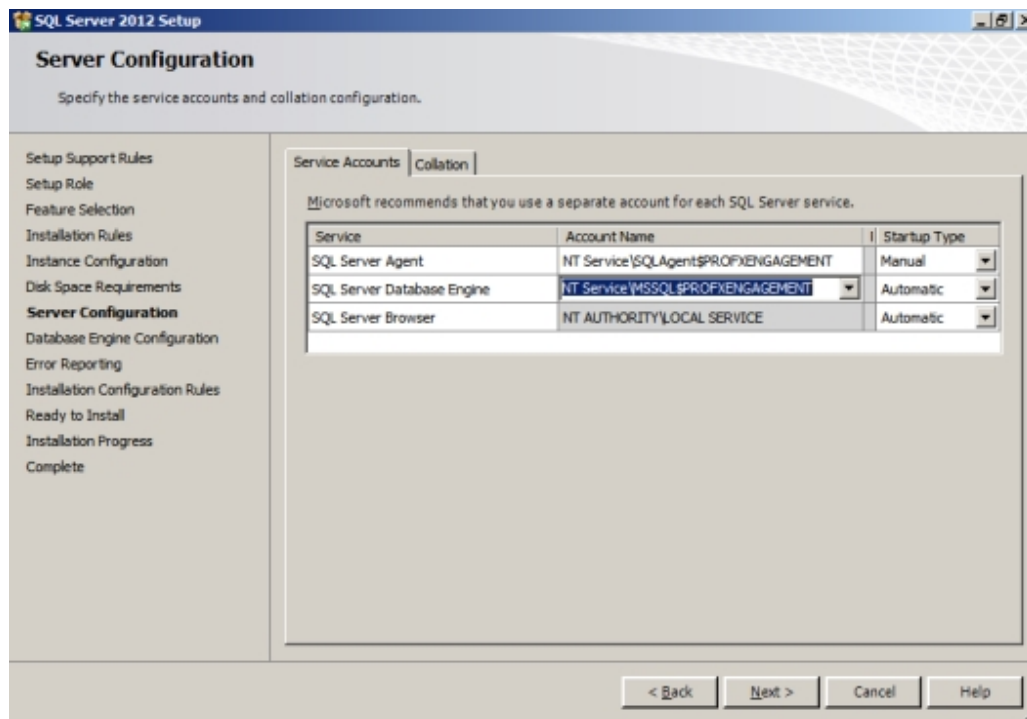 SQL Server 2012 Setup
Server Configuration
Specify the service accounts and collation configuration.
Setup Support Rules
Setup Role
Feature Selection
Installation Rules
Instance Configuration
Disk Space Requirements
Server Configuration
Database Engine Configuration
Error Reporting
Installation Configuration Rules
Ready to Install
Installation Progress
Complete
Service Accounts Collation
Microsoft recommends that you use a separate account for each SQL Server service.
Service Account Name Startup Type
SQL Server Agent NT Service\SQLAgent$PROFXENGAGEMENT Manual
SQL Server Database Engine NT Service\MSSQL$PROFXENGAGEMENT Automatic
SQL Server Browser NT AUTHORITY\LOCAL SERVICE Automatic
< Back Next > Cancel Help